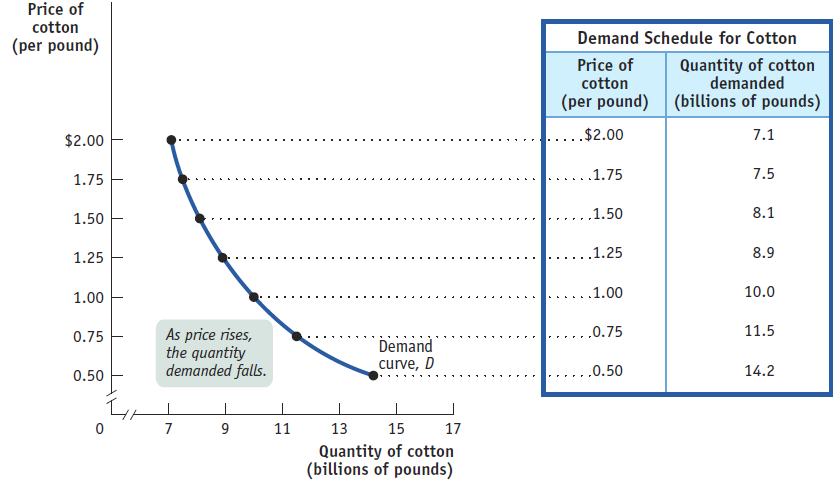 Price of
cotton
(per pound)
$2.00
1.75
1.50
1.25
1.00
0.75
0.50
0
7
9
11
13
15
17
Quantity of cotton
(billions of pounds)
As price rises,
the quantity
demanded falls.
Demand
curve, D
Demand Schedule for Cotton
Price of
cotton
(per pound)
Quantity of cotton
demanded
(billions of pounds)
$2.00 7.1
1.75 7.5
1.50 8.1
1.25 8.9
1.00 10.0
0.75 11.5
0.50 14.2